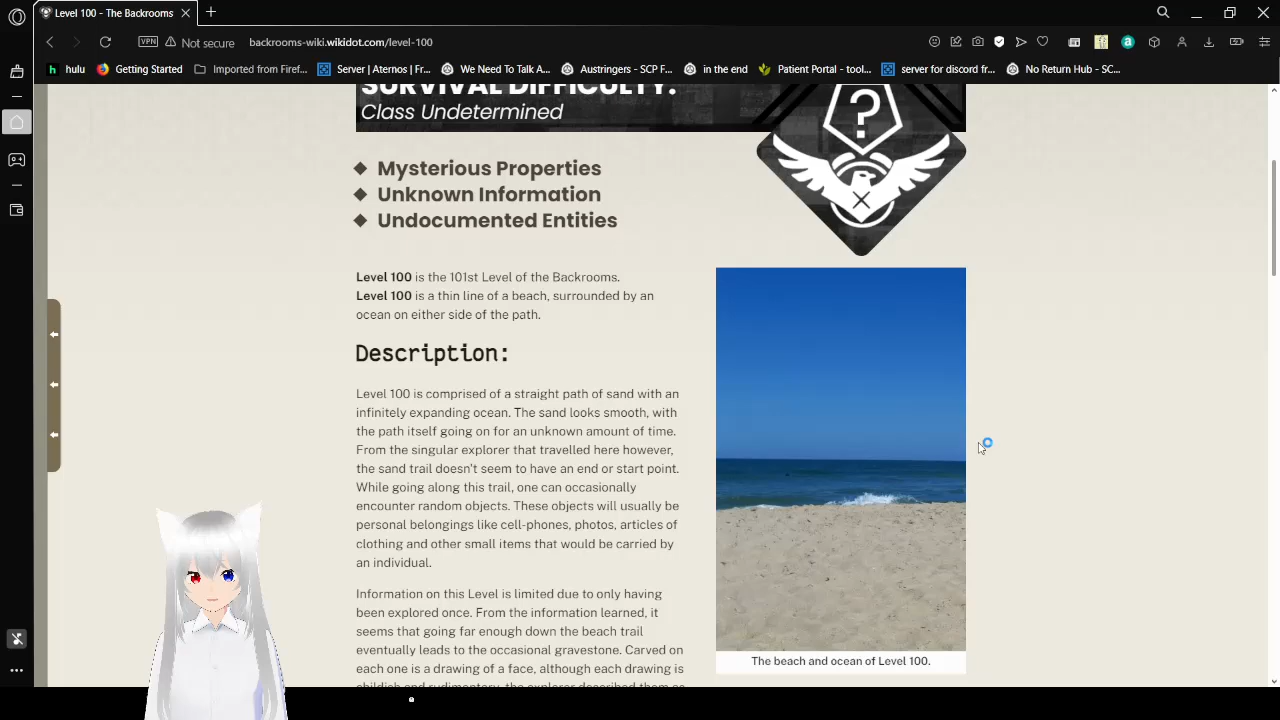 Level 100 - The Backrooms
VPN
Not secure
backrooms-wiki.wikidot.com/level-100
hulu
Getting Started
Imported from Firef...
Server | Aternos | Fr...
We Need To Talk A...
Austringers - SCP F...
in the end
Patient Portal - tool...
server for discord fr...
No Return Hub - SC...
SURVIVAL DIFFICULTY:
Class Undetermined
?
Mysterious Properties
Unknown Information
Undocumented Entities
Level 100 is the 101st Level of the Backrooms.
Level 100 is a thin line of a beach, surrounded by an
ocean on either side of the path.
Description:
Level 100 is comprised of a straight path of sand with an
infinitely expanding ocean. The sand looks smooth, with
the path itself going on for an unknown amount of time.
From the singular explorer that travelled here however,
the sand trail doesn't seem to have an end or start point.
While going along this trail, one can occasionally
encounter random objects. These objects will usually be
personal belongings like cell-phones, photos, articles of
clothing and other small items that would be carried by
an individual.
Information on this Level is limited due to only having
been explored once. From the information learned, it
seems that going far enough down the beach trail
eventually leads to the occasional gravestone. Carved on
each one is a drawing of a face, although each drawing is
childish and rudimentary, the explorer described them as
The beach and ocean of Level 100.